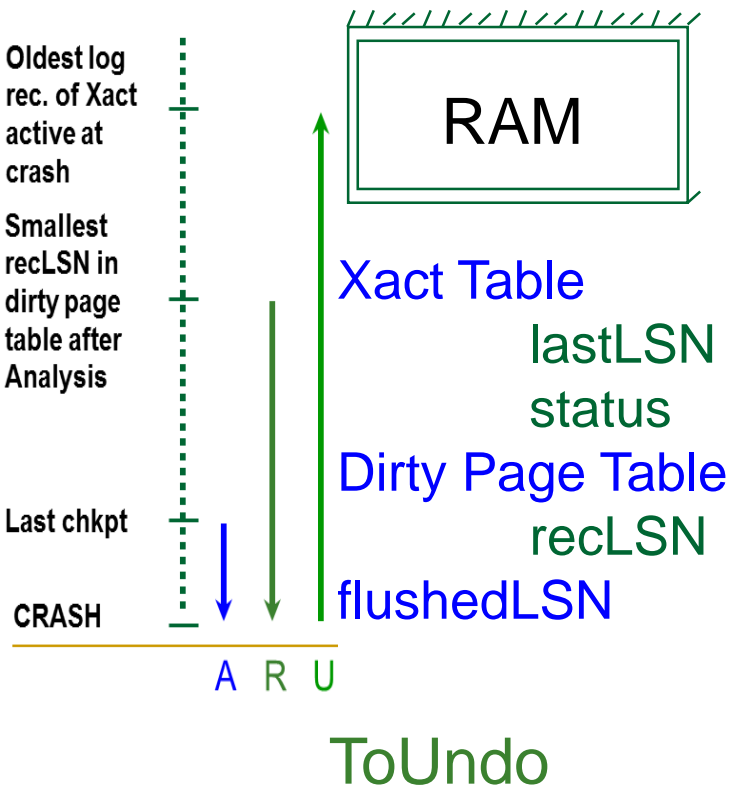 Oldest log
rec. of Xact
active at
crash
Smallest
recLSN in
dirty page
table after
Analysis
Last chkpt
CRASH
A R U
RAM
Xact Table
lastLSN
status
Dirty Page Table
recLSN
flushedLSN
ToUndo